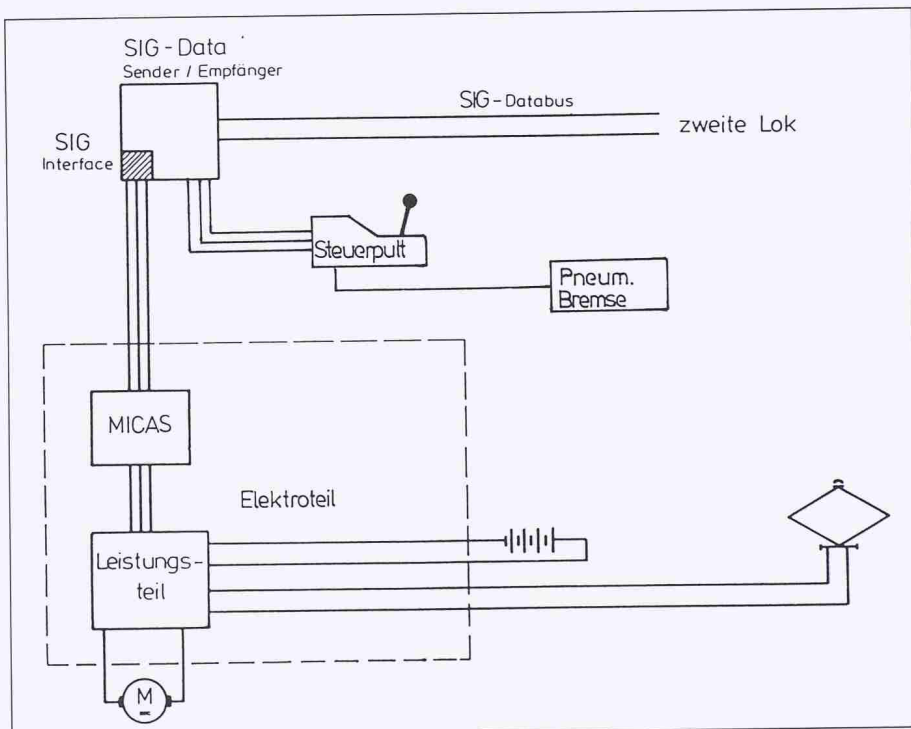 SIG-Data
Sender / Empfänger
SIG-Databus
zweite Lok
SIG
Interface
Steuerpult
Pneum.
Bremse
MICAS
Elektroteil
Leistungs-
teil
M